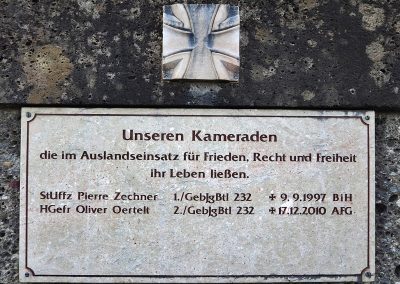 Unseren Kameraden
die im Auslandseinsatz für Frieden, Recht und Freiheit
ihr Leben ließen.
StUffz Pierre Zechner 1./GebJgBtl 232 ✠ 9.9.1997 BiH
HGefr Oliver Oertelt 2./GebJgBtl 232 ✠ 17.12.2010 AFG